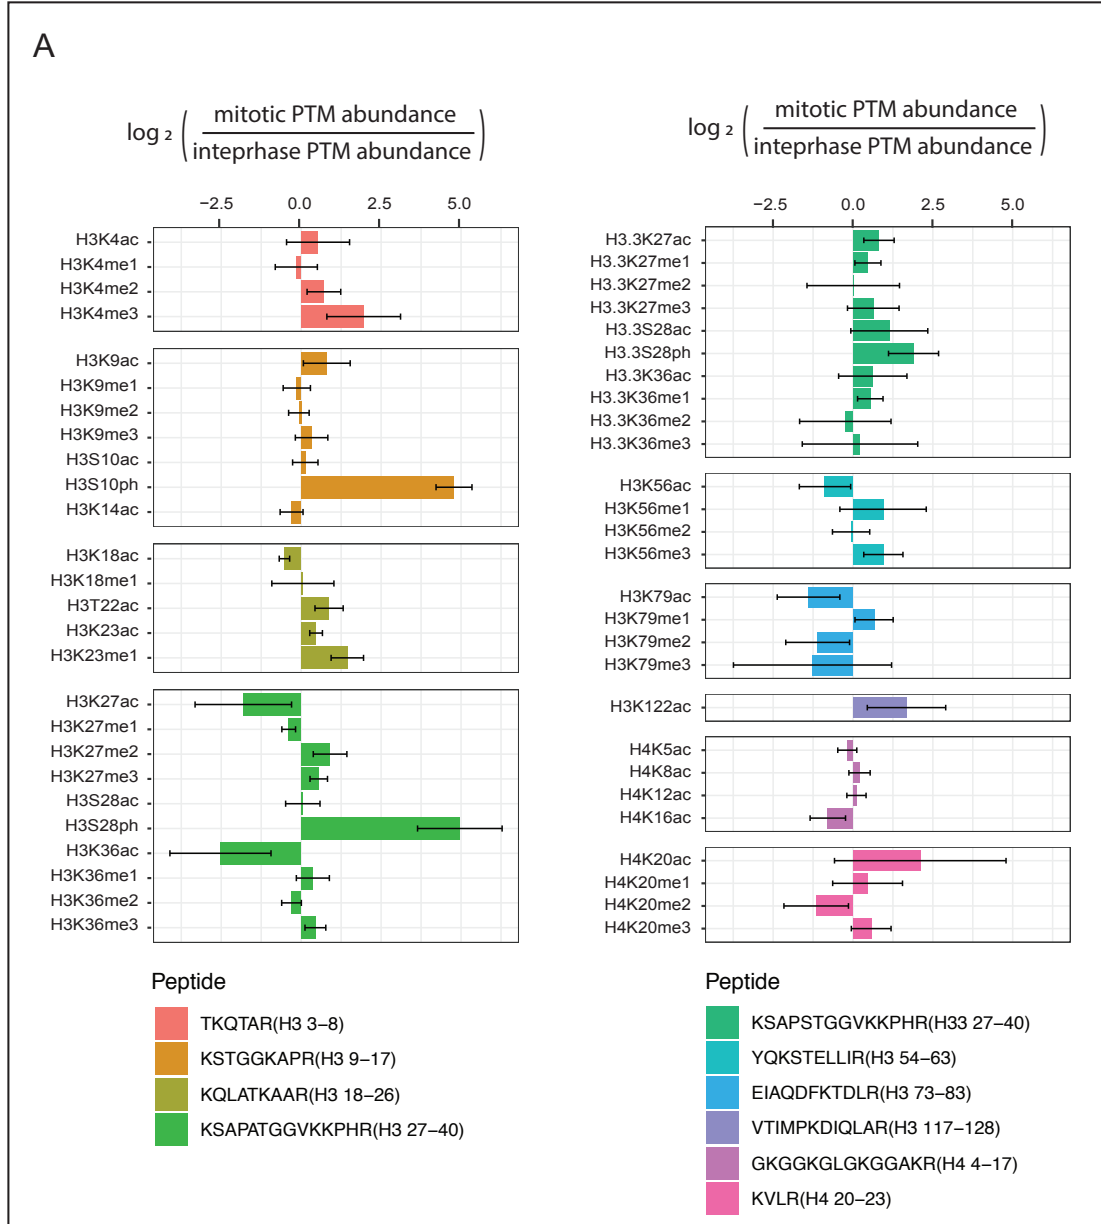 A
log 2 ( mitotic PTM abundance / inteprhase PTM abundance )
−2.5 0.0 2.5 5.0
H3K4ac
H3K4me1
H3K4me2
H3K4me3
H3K9ac
H3K9me1
H3K9me2
H3K9me3
H3S10ac
H3S10ph
H3K14ac
H3K18ac
H3K18me1
H3T22ac
H3K23ac
H3K23me1
H3K27ac
H3K27me1
H3K27me2
H3K27me3
H3S28ac
H3S28ph
H3K36ac
H3K36me1
H3K36me2
H3K36me3
Peptide
TKQTAR(H3 3−8)
KSTGGKAPR(H3 9−17)
KQLATKAAR(H3 18−26)
KSAPATGGVKKPHR(H3 27−40)
log 2 ( mitotic PTM abundance / inteprhase PTM abundance )
−2.5 0.0 2.5 5.0
H3.3K27ac
H3.3K27me1
H3.3K27me2
H3.3K27me3
H3.3S28ac
H3.3S28ph
H3.3K36ac
H3.3K36me1
H3.3K36me2
H3.3K36me3
H3K56ac
H3K56me1
H3K56me2
H3K56me3
H3K79ac
H3K79me1
H3K79me2
H3K79me3
H3K122ac
H4K5ac
H4K8ac
H4K12ac
H4K16ac
H4K20ac
H4K20me1
H4K20me2
H4K20me3
Peptide
KSAPSTGGVKKPHR(H33 27−40)
YQKSTELLIR(H3 54−63)
EIAQDFKTDLR(H3 73−83)
VTIMPKDIQLAR(H3 117−128)
GKGGKGLGKGGAKR(H4 4−17)
KVLR(H4 20−23)